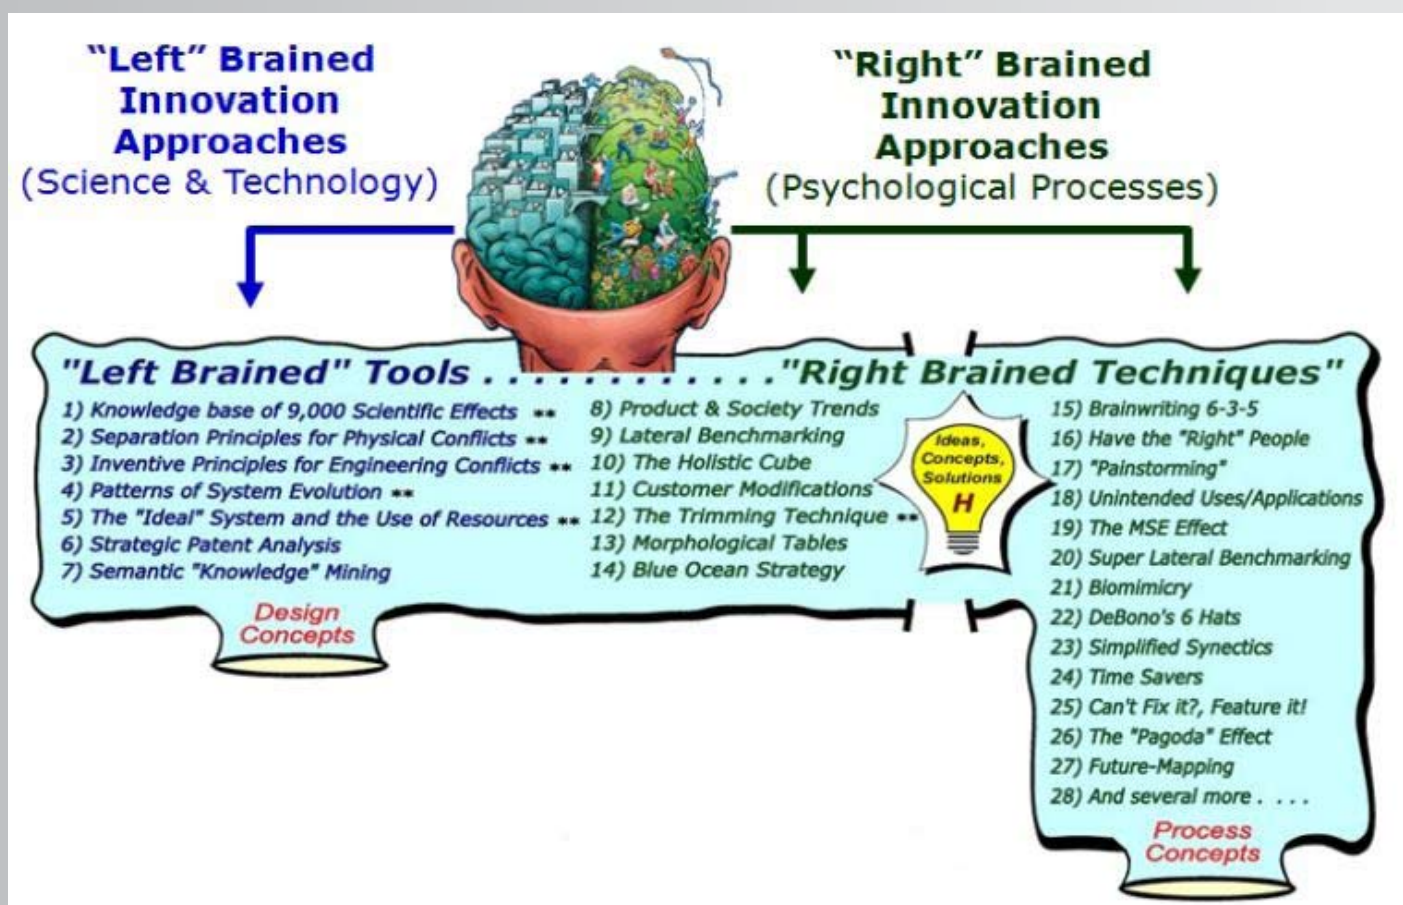 “Left” Brained
Innovation
Approaches
(Science & Technology)
“Right” Brained
Innovation
Approaches
(Psychological Processes)
"Left Brained" Tools . . . . . . . . . . . . . "Right Brained Techniques"
1) Knowledge base of 9,000 Scientific Effects **
2) Separation Principles for Physical Conflicts **
3) Inventive Principles for Engineering Conflicts **
4) Patterns of System Evolution **
5) The "Ideal" System and the Use of Resources **
6) Strategic Patent Analysis
7) Semantic "Knowledge" Mining
Design
Concepts
8) Product & Society Trends
9) Lateral Benchmarking
10) The Holistic Cube
11) Customer Modifications
12) The Trimming Technique **
13) Morphological Tables
14) Blue Ocean Strategy
Ideas,
Concepts,
Solutions
H
15) Brainwriting 6-3-5
16) Have the "Right" People
17) "Painstorming"
18) Unintended Uses/Applications
19) The MSE Effect
20) Super Lateral Benchmarking
21) Biomimicry
22) DeBono's 6 Hats
23) Simplified Synectics
24) Time Savers
25) Can't Fix it?, Feature it!
26) The "Pagoda" Effect
27) Future-Mapping
28) And several more . . . .
Process
Concepts